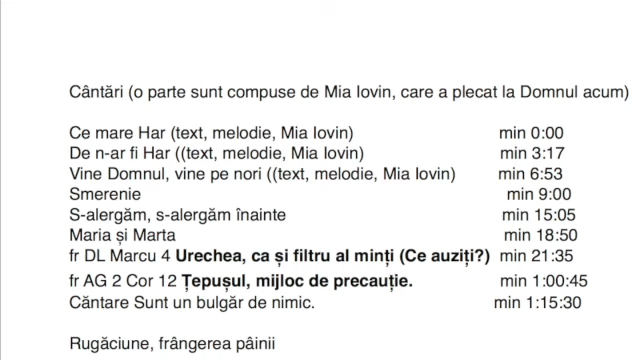 Cântări (o parte sunt compuse de Mia Iovin, care a plecat la Domnul acum)
Ce mare Har (text, melodie, Mia Iovin) min 0:00
De n-ar fi Har ((text, melodie, Mia Iovin) min 3:17
Vine Domnul, vine pe nori ((text, melodie, Mia Iovin) min 6:53
Smerenie min 9:00
S-alergăm, s-alergăm înainte min 15:05
Maria și Marta min 18:50
fr DL Marcu 4 Urechea, ca și filtru al minți (Ce auziți?) min 21:35
fr AG 2 Cor 12 Țepușul, mijloc de precauție. min 1:00:45
Căntare Sunt un bulgăr de nimic. min 1:15:30
Rugăciune, frângerea pâinii